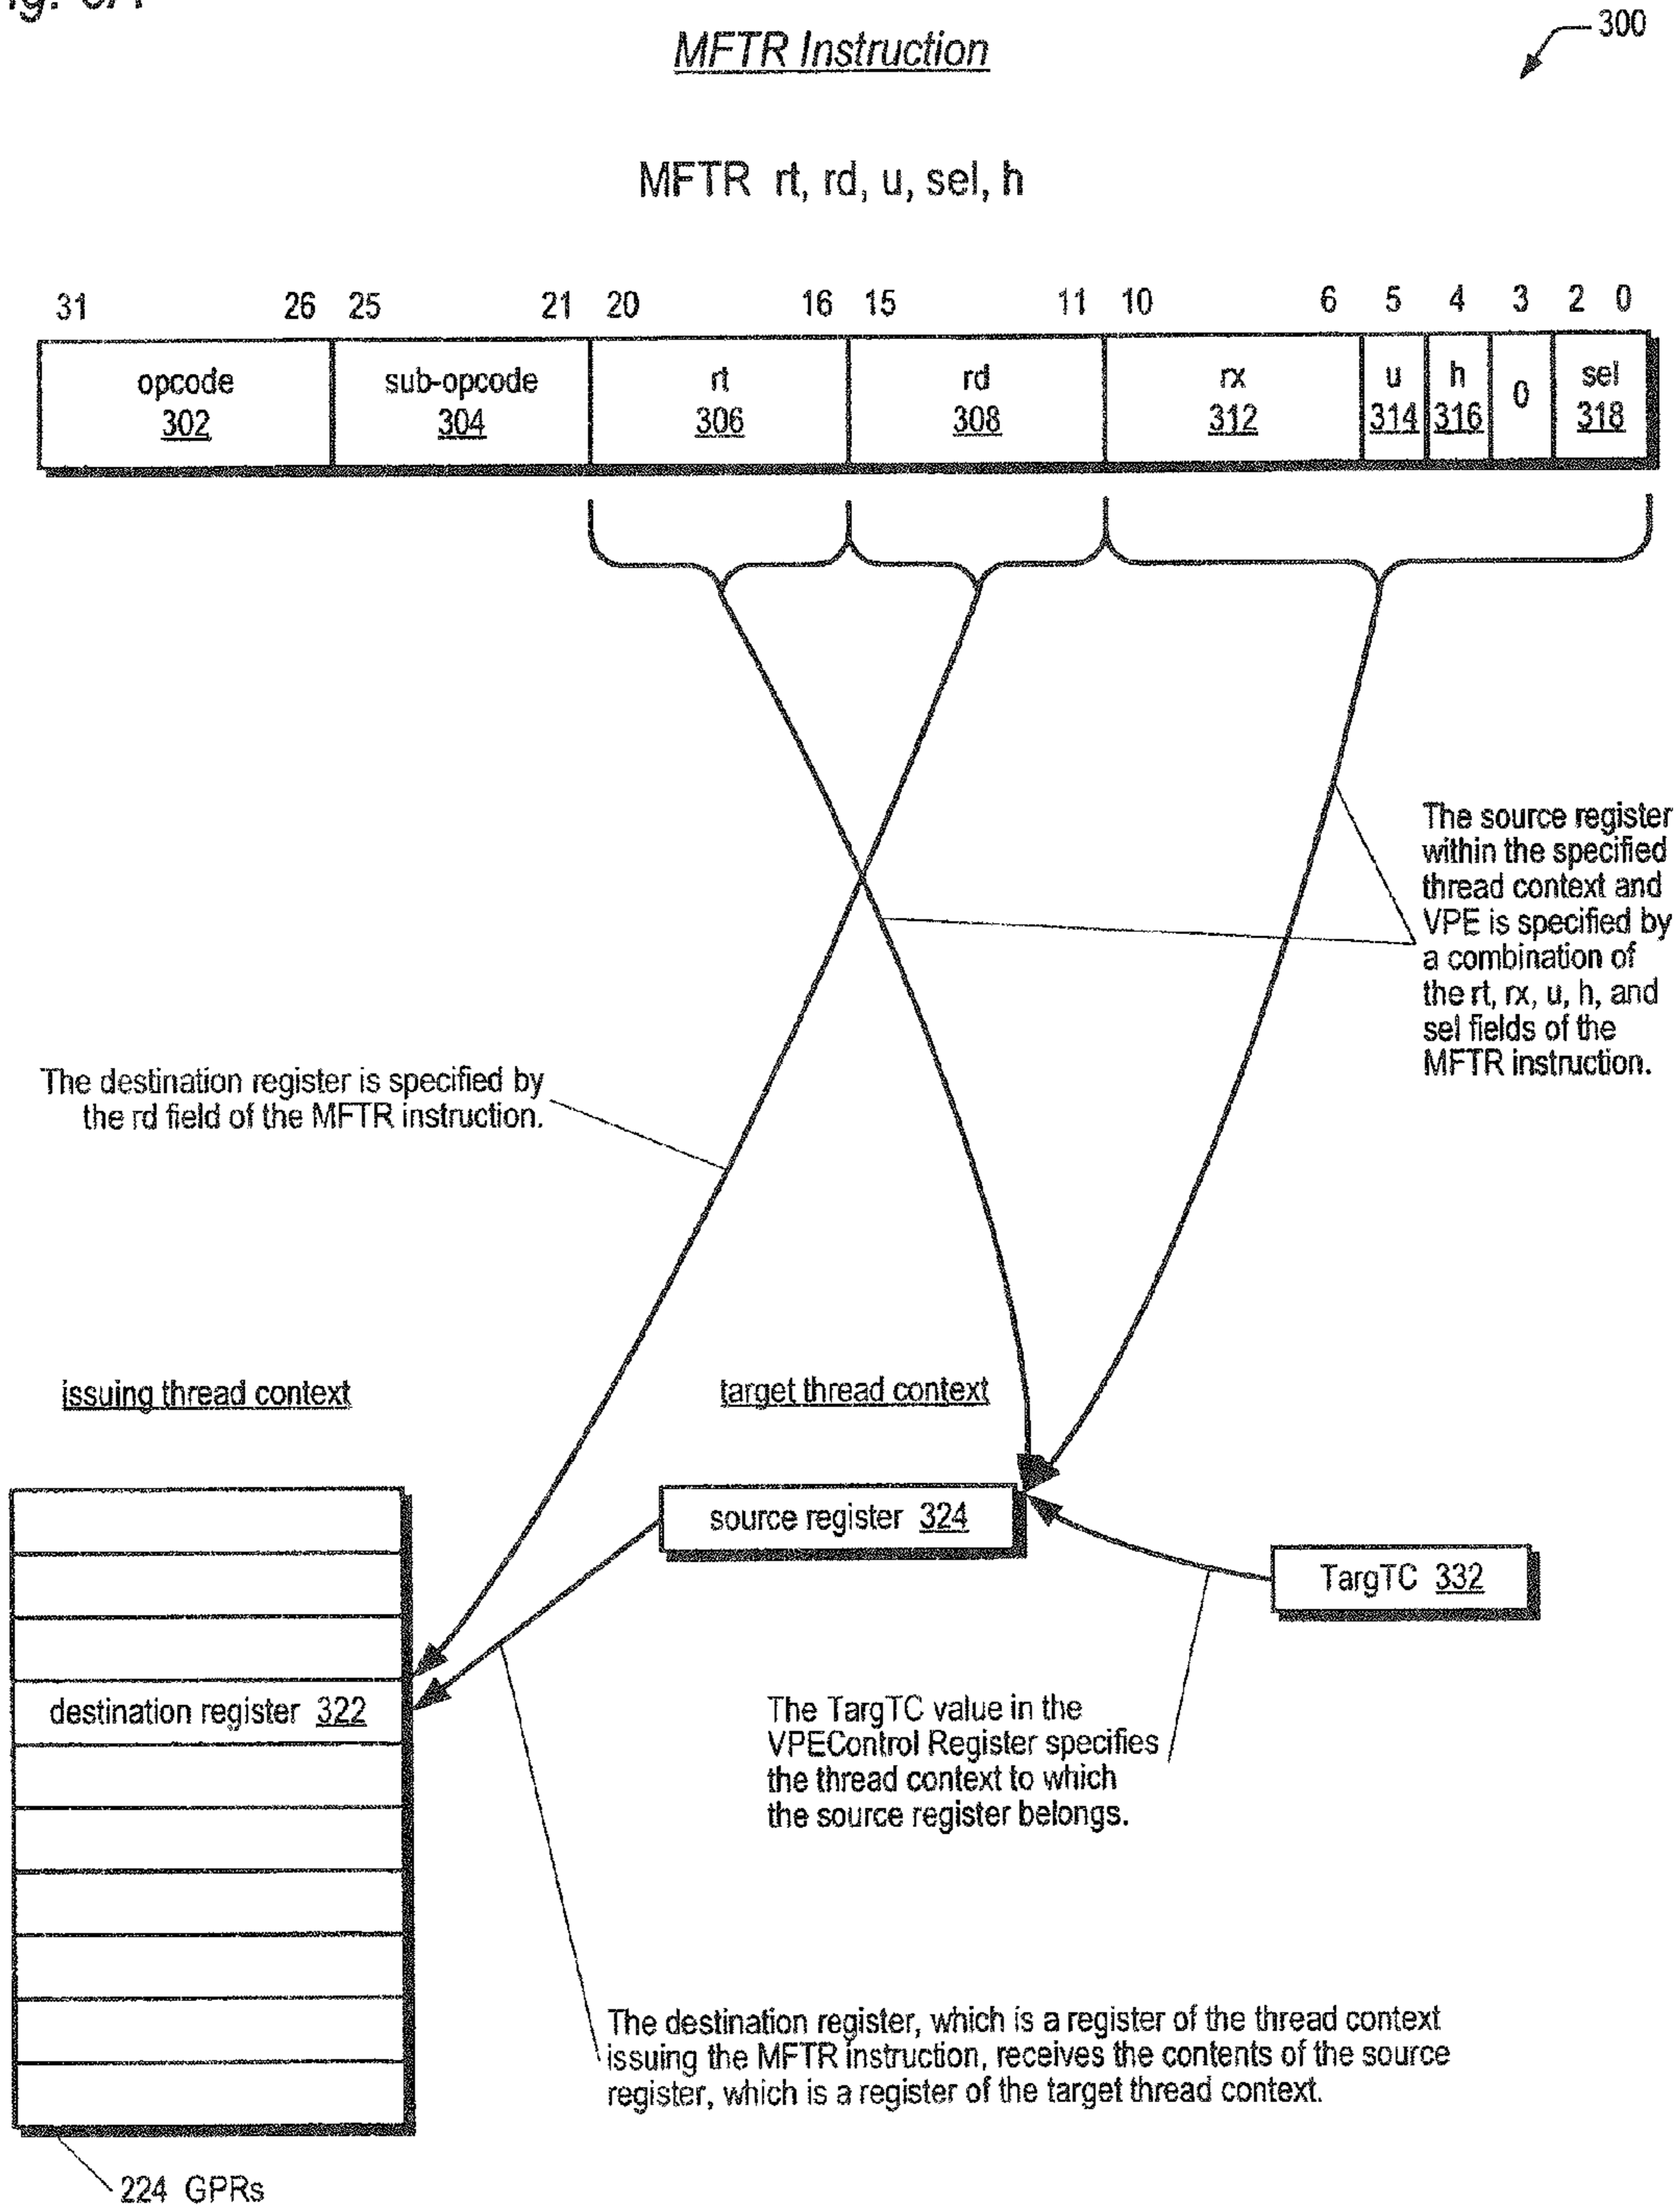 MFTR Instruction
300
MFTR rt, rd, u, sel, h
31 26 25 21 20 16 15 11 10 6 5 4 3 2 0
opcode sub-opcode rt rd rx u h 0 sel
302 304 306 308 312 314 316 318
The source register
within the specified
thread context and
VPE is specified by
a combination of
the rt, rx, u, h, and
sel fields of the
MFTR instruction.
The destination register is specified by
the rd field of the MFTR instruction.
issuing thread context
target thread context
source register 324
TargTC 332
destination register 322
The TargTC value in the
VPEControl Register specifies
the thread context to which
the source register belongs.
The destination register, which is a register of the thread context
issuing the MFTR instruction, receives the contents of the source
register, which is a register of the target thread context.
224 GPRs